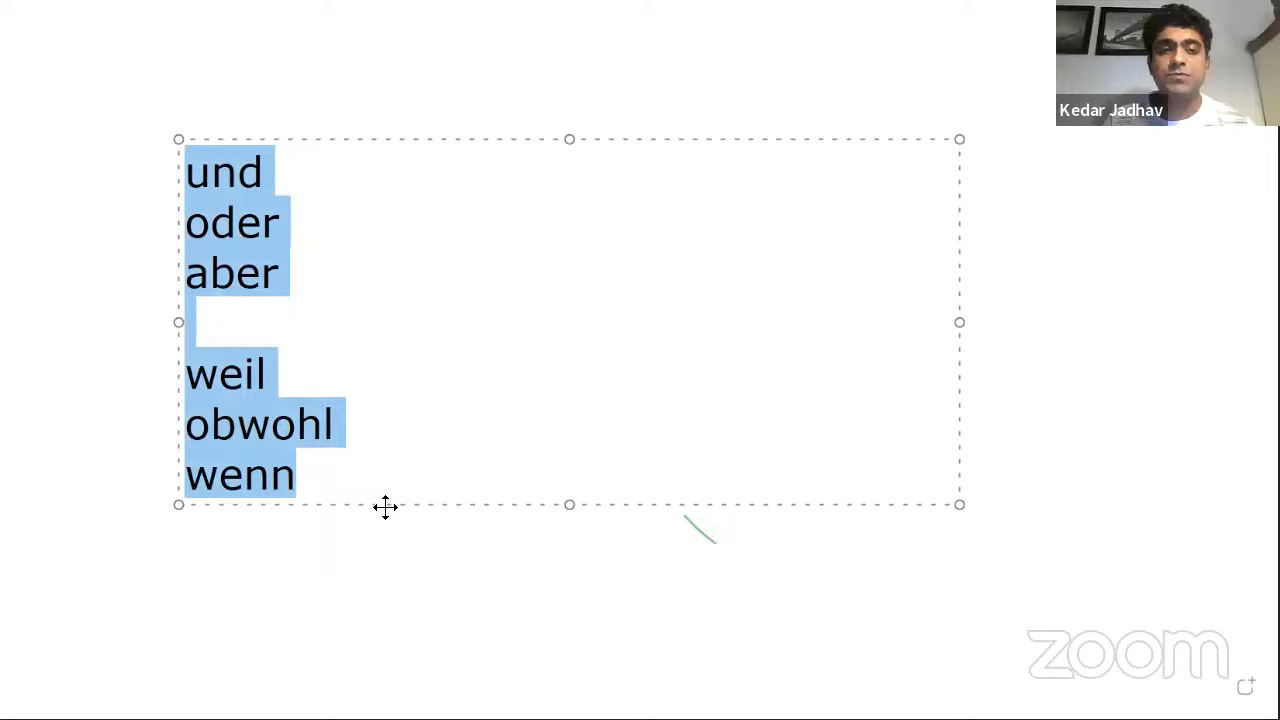 Kedar Jadhav
und
oder
aber
weil
obwohl
wenn
zoom